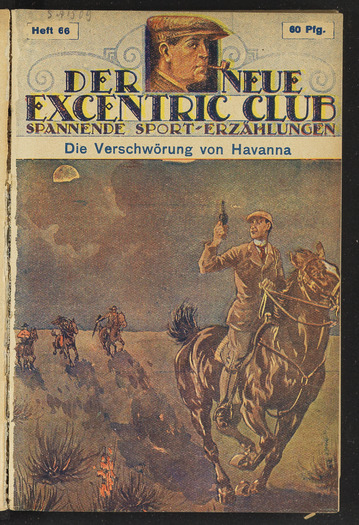 Heft 66
60 Pfg.
DER NEUE
EXCENTRIC CLUB
SPANNENDE SPORT-ERZÄHLUNGEN
Die Verschwörung von Havanna